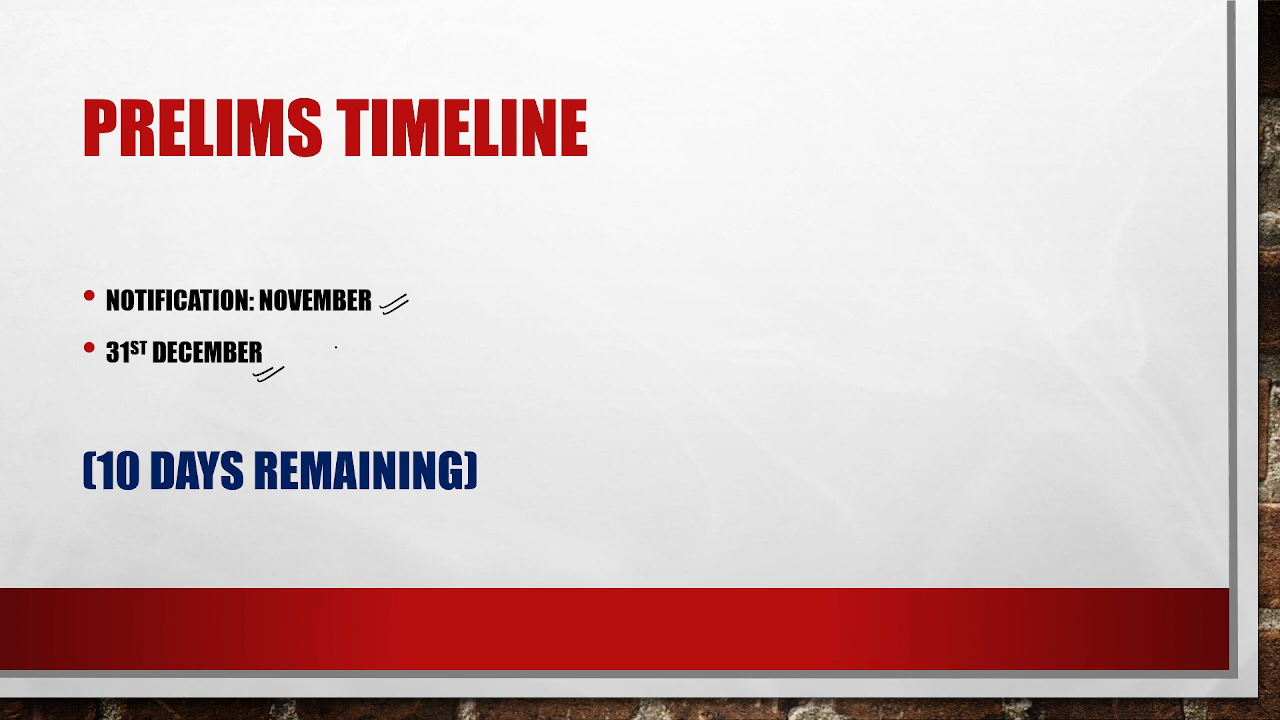 PRELIMS TIMELINE
• NOTIFICATION: NOVEMBER
• 31ST DECEMBER
(10 DAYS REMAINING)